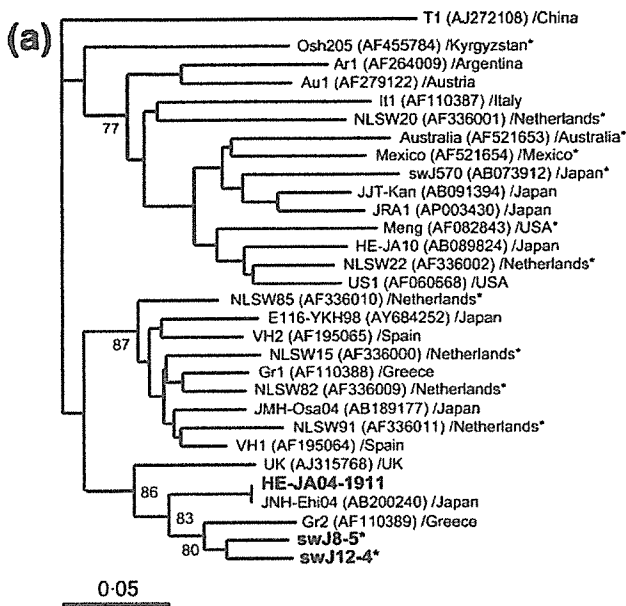 (a)
T1 (AJ272108) /China
Osh205 (AF455784) /Kyrgyzstan*
Ar1 (AF264009) /Argentina
Au1 (AF279122) /Austria
It1 (AF110387) /Italy
NLSW20 (AF336001) /Netherlands*
77
Australia (AF521653) /Australia*
Mexico (AF521654) /Mexico*
swJ570 (AB073912) /Japan*
JJT-Kan (AB091394) /Japan
JRA1 (AP003430) /Japan
Meng (AF082843) /USA*
HE-JA10 (AB089824) /Japan
NLSW22 (AF336002) /Netherlands*
US1 (AF060668) /USA
NLSW85 (AF336010) /Netherlands*
E116-YKH98 (AY684252) /Japan
87
VH2 (AF195065) /Spain
NLSW15 (AF336000) /Netherlands*
Gr1 (AF110388) /Greece
NLSW82 (AF336009) /Netherlands*
JMH-Osa04 (AB189177) /Japan
NLSW91 (AF336011) /Netherlands*
VH1 (AF195064) /Spain
UK (AJ315768) /UK
HE-JA04-1911
86
JNH-Ehi04 (AB200240) /Japan
83
Gr2 (AF110389) /Greece
swJ8-5*
80
swJ12-4*
0·05